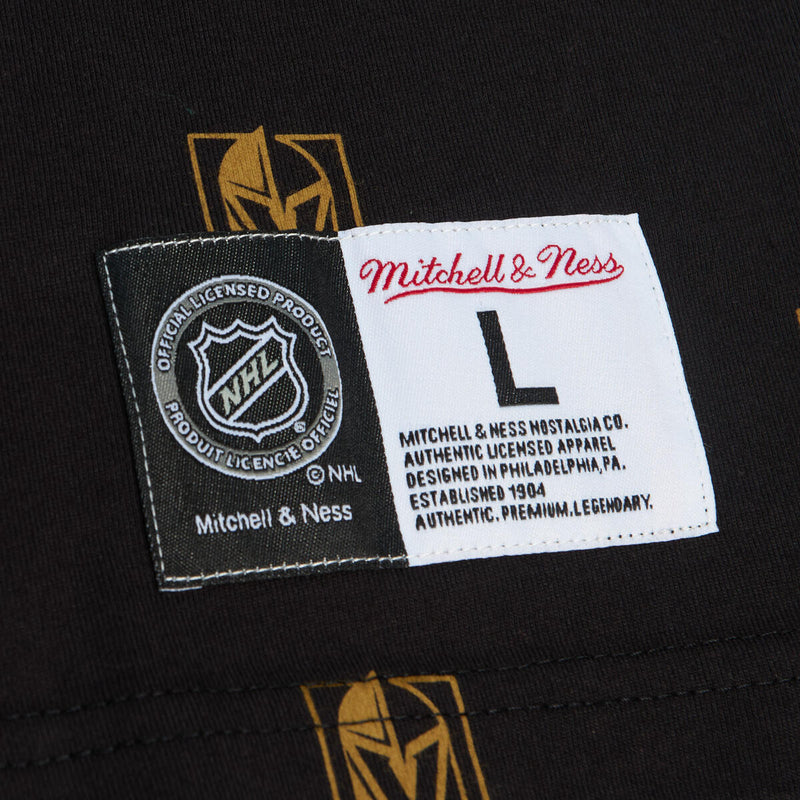 OFFICIAL LICENSED PRODUCT
NHL
®
PRODUIT LICENCIÉ OFFICIEL
© NHL
Mitchell & Ness
Mitchell & Ness
L
MITCHELL & NESS NOSTALGIA CO.
AUTHENTIC LICENSED APPAREL
DESIGNED IN PHILADELPHIA, PA.
ESTABLISHED 1904
AUTHENTIC. PREMIUM. LEGENDARY.